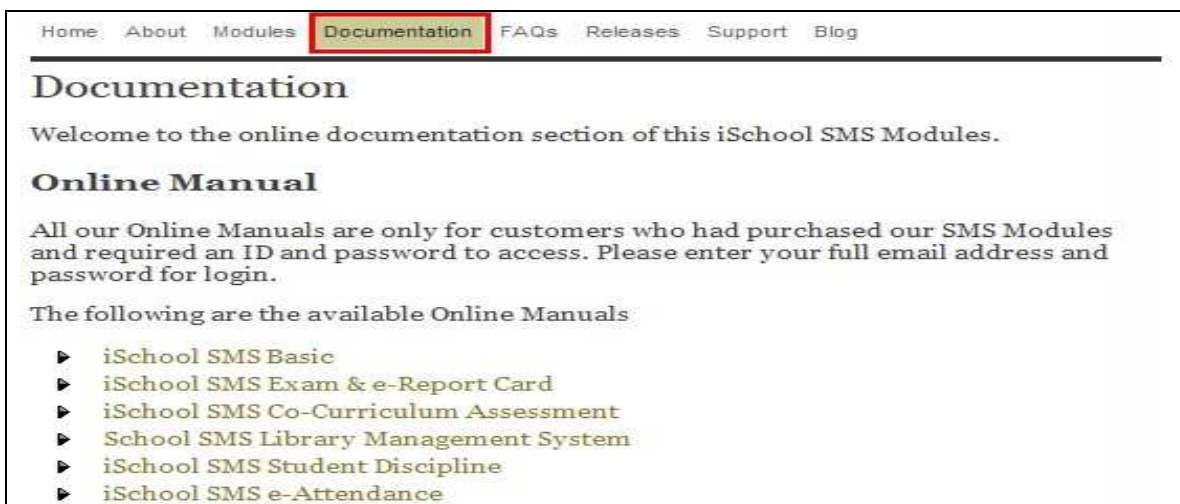 Home About Modules Documentation FAQs Releases Support Blog
Documentation
Welcome to the online documentation section of this iSchool SMS Modules.
Online Manual
All our Online Manuals are only for customers who had purchased our SMS Modules
and required an ID and password to access. Please enter your full email address and
password for login.
The following are the available Online Manuals
iSchool SMS Basic
iSchool SMS Exam & e-Report Card
iSchool SMS Co-Curriculum Assessment
School SMS Library Management System
iSchool SMS Student Discipline
iSchool SMS e-Attendance